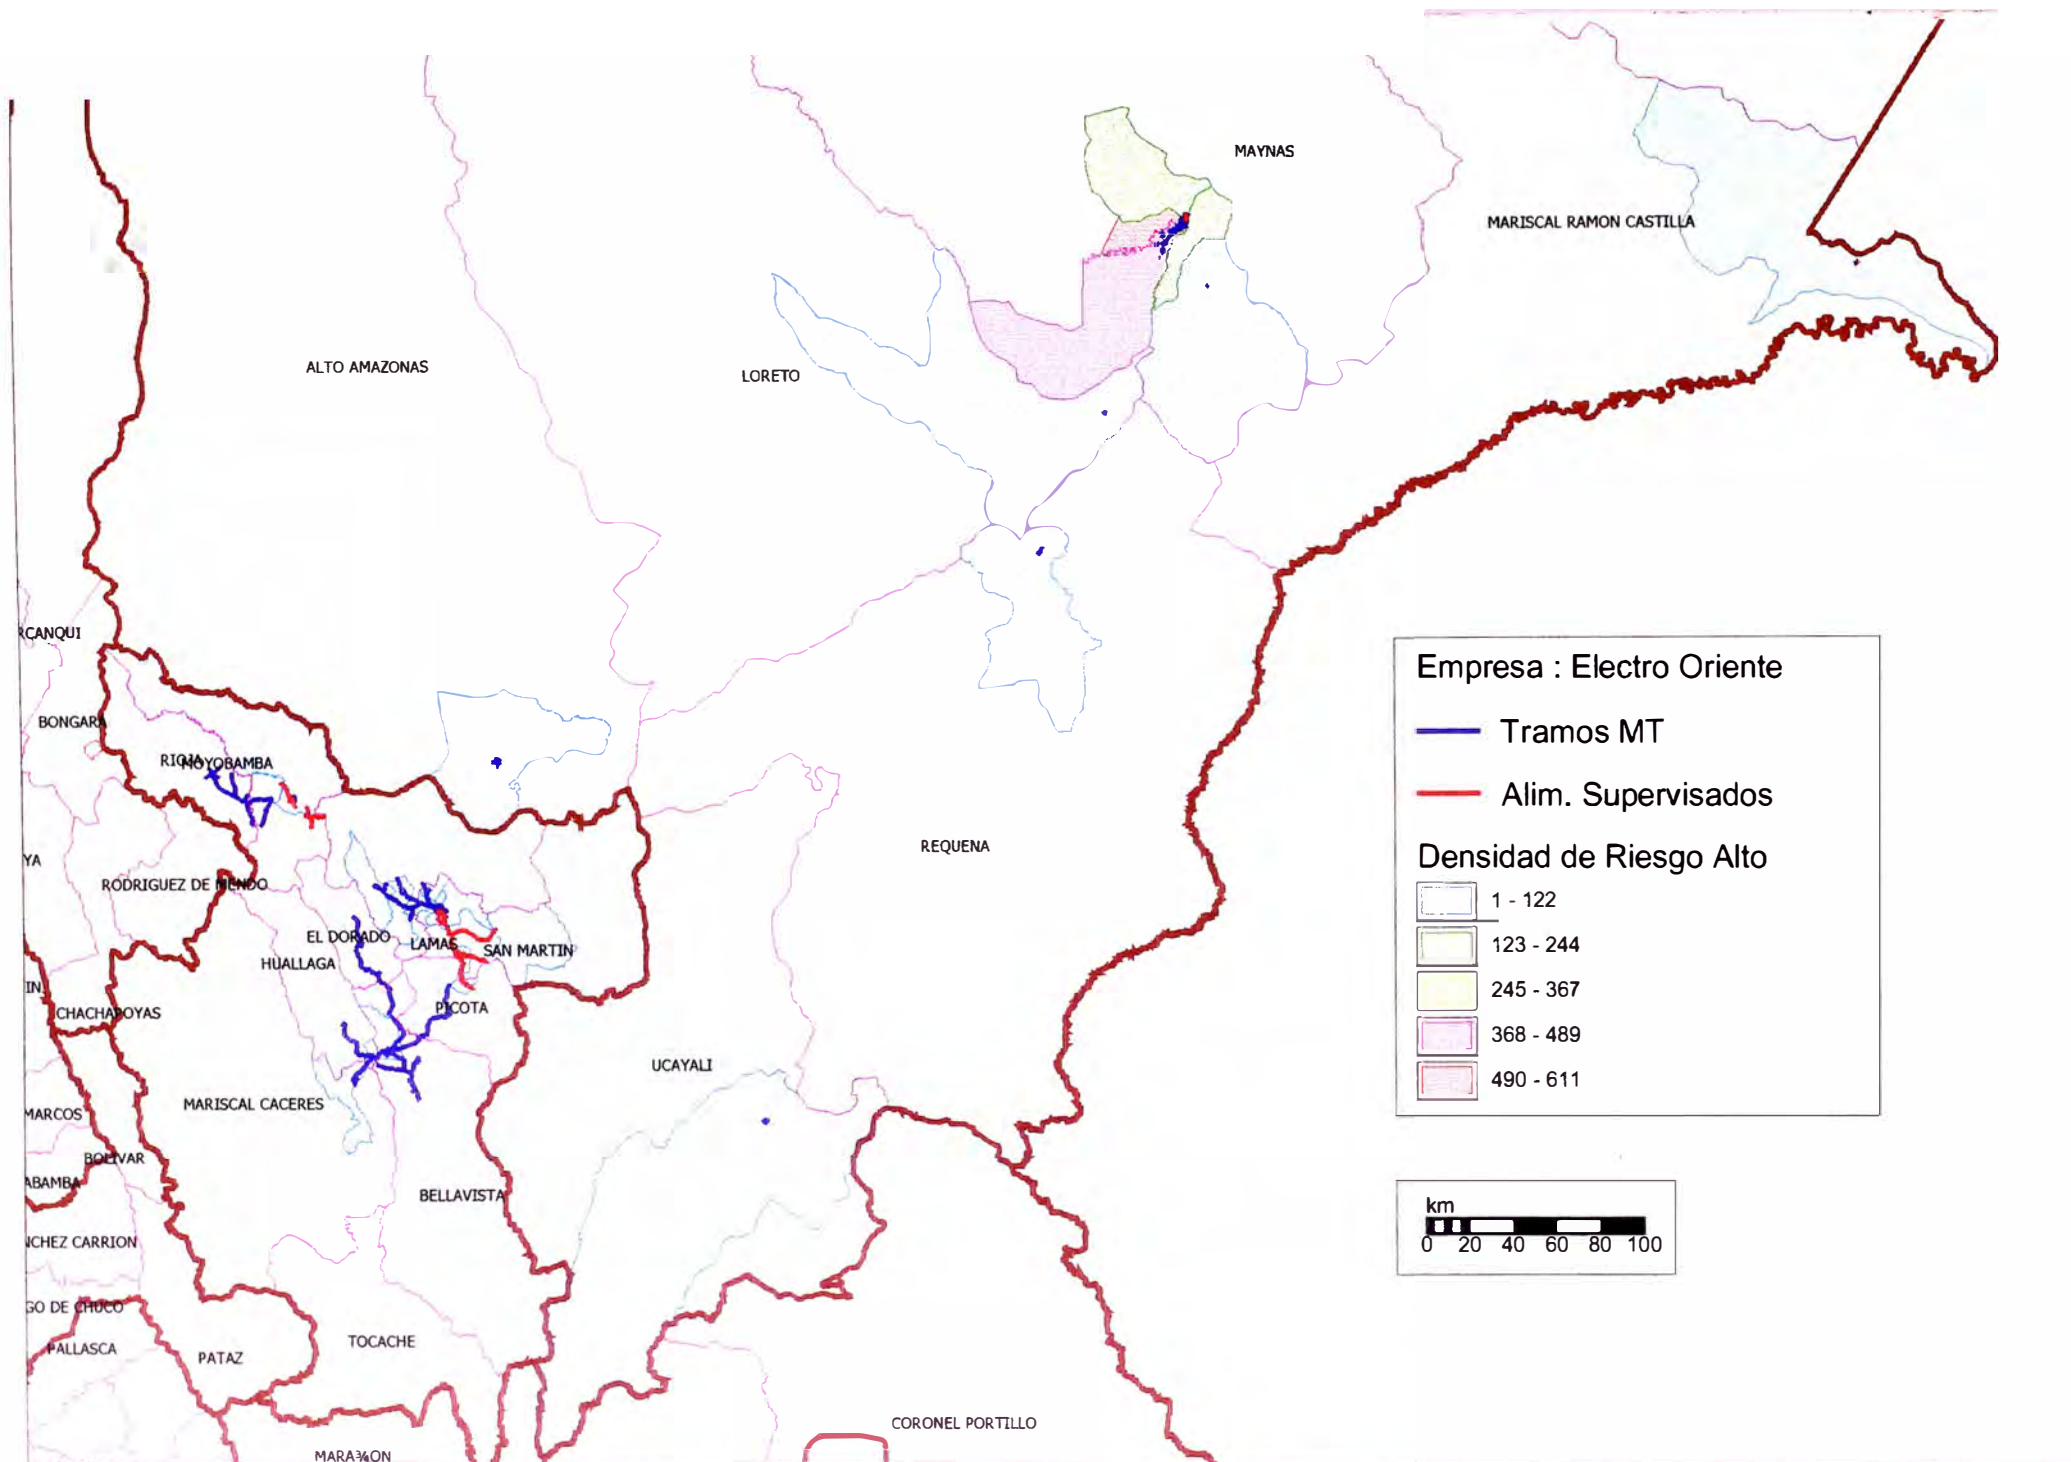 MAYNAS
MARISCAL RAMON CASTILLA
ALTO AMAZONAS
LORETO
RCANQUI
BONGARA
RIOJA
MOYOBAMBA
YA
RODRIGUEZ DE MENDO
REQUENA
EL DORADO
LAMAS
SAN MARTIN
HUALLAGA
IN
CHACHAPOYAS
PICOTA
UCAYALI
MARISCAL CACERES
MARCOS
BOLIVAR
ABAMBA
BELLAVISTA
NCHEZ CARRION
GO DE CHUCO
PALLASCA
PATAZ
TOCACHE
CORONEL PORTILLO
MARA¾ON
Empresa : Electro Oriente
Tramos MT
Alim. Supervisados
Densidad de Riesgo Alto
1 - 122
123 - 244
245 - 367
368 - 489
490 - 611
km
0 20 40 60 80 100